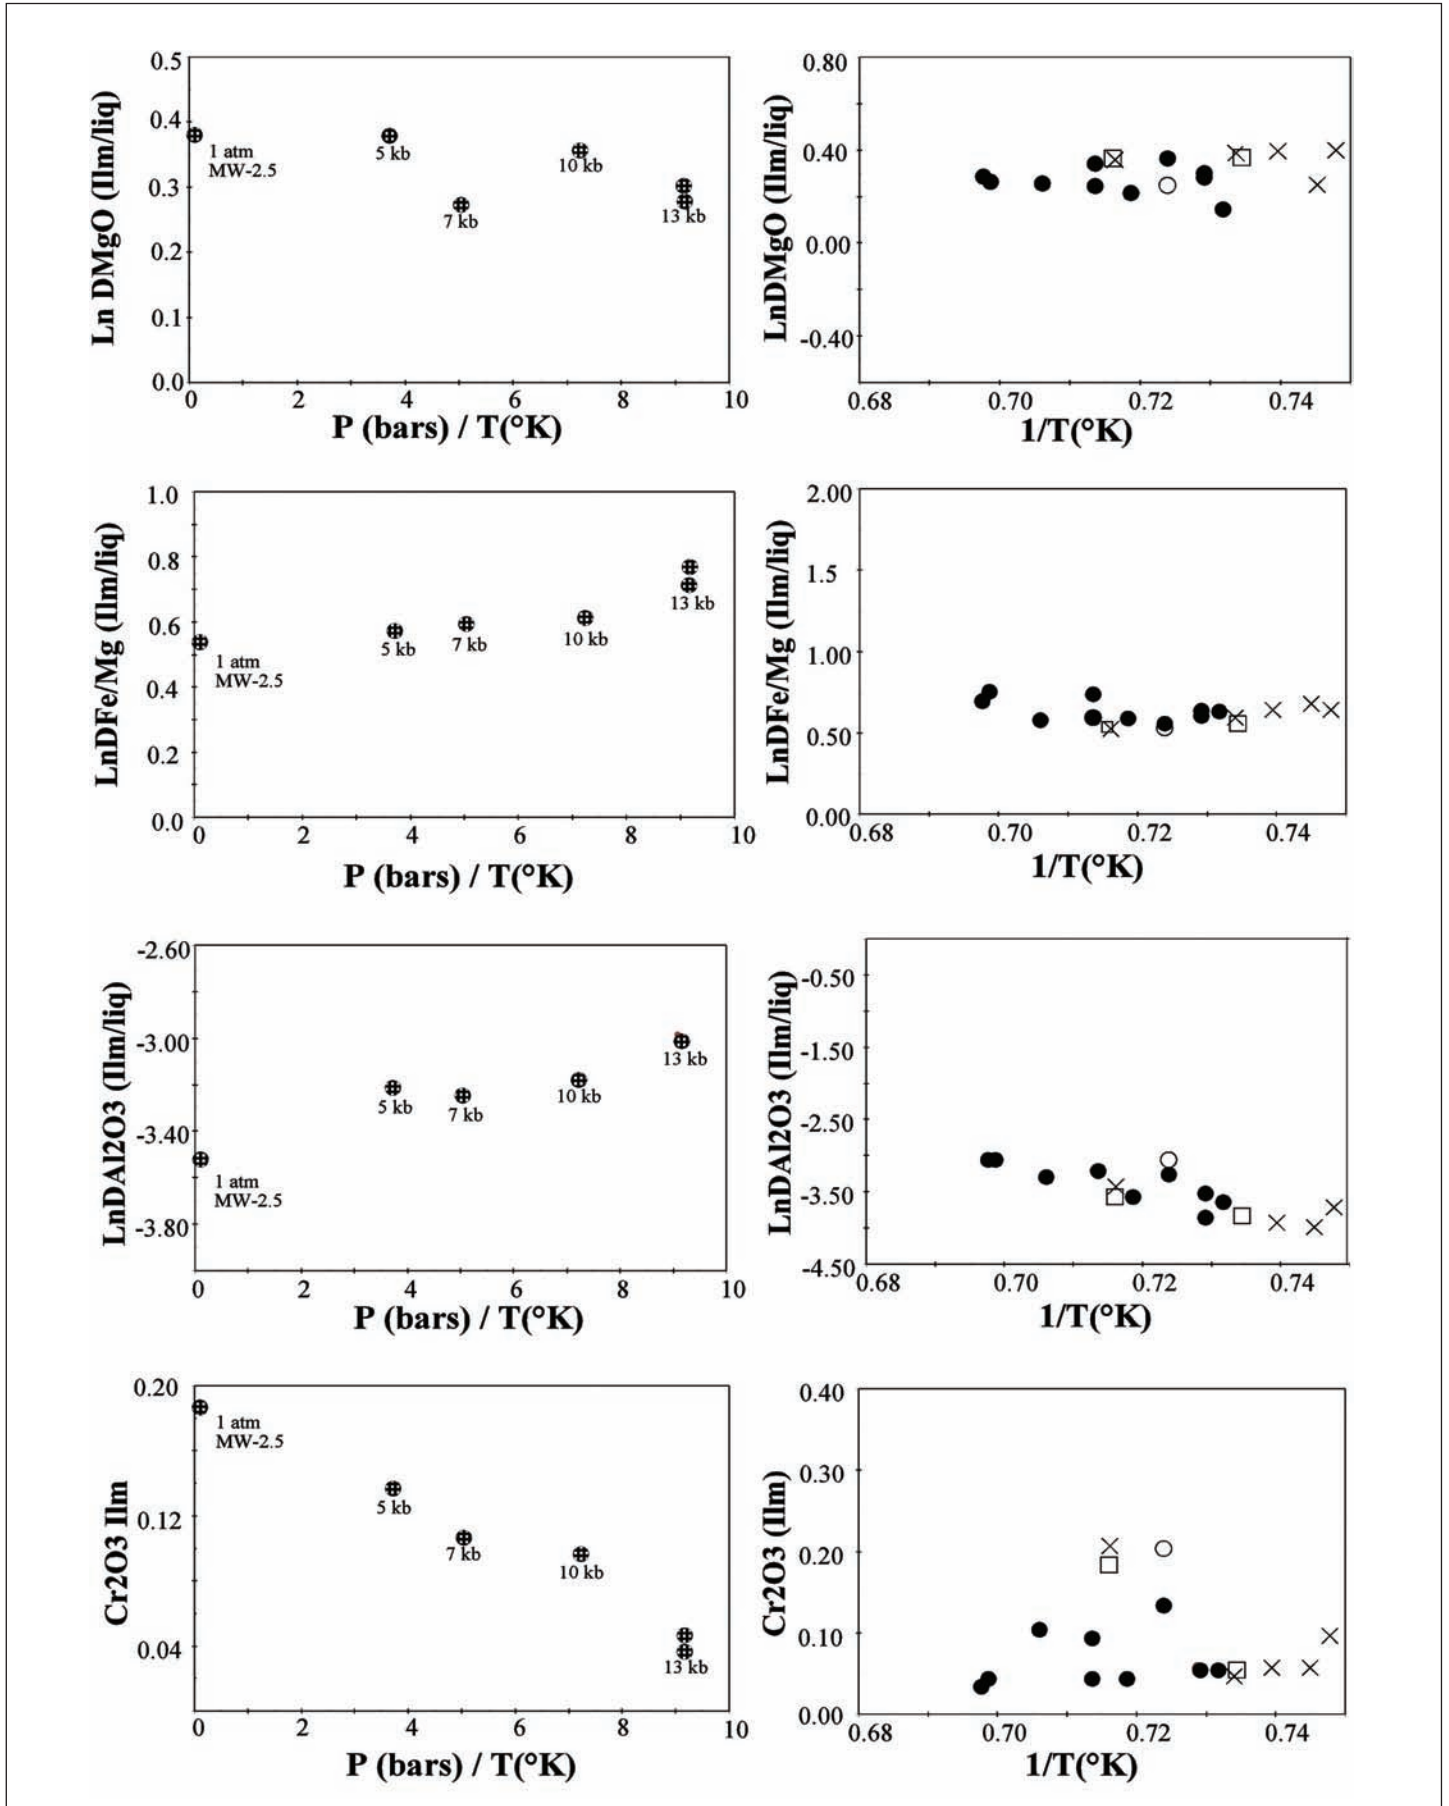 Ln DMgO (Ilm/liq)
0.5
0.4
0.3
0.2
0.1
0.0
1 atm
MW-2.5
5 kb
7 kb
10 kb
13 kb
0 2 4 6 8 10
P (bars) / T(°K)
LnDMgO (Ilm/liq)
0.80
0.40
0.00
-0.40
0.68 0.70 0.72 0.74
1/T(°K)
LnDFe/Mg (Ilm/liq)
1.0
0.8
0.6
0.4
0.2
0.0
1 atm
MW-2.5
5 kb
7 kb
10 kb
13 kb
0 2 4 6 8 10
P (bars) / T(°K)
LnDFe/Mg (Ilm/liq)
2.00
1.5
1.00
0.50
0.00
0.68 0.70 0.72 0.74
1/T(°K)
LnDAl2O3 (Ilm/liq)
-2.60
-3.00
-3.40
-3.80
1 atm
MW-2.5
5 kb
7 kb
10 kb
13 kb
0 2 4 6 8 10
P (bars) / T(°K)
LnDAl2O3 (Ilm/liq)
-0.50
-1.50
-2.50
-3.50
-4.50
0.68 0.70 0.72 0.74
1/T(°K)
Cr2O3 Ilm
0.20
0.12
0.04
1 atm
MW-2.5
5 kb
7 kb
10 kb
13 kb
0 2 4 6 8 10
P (bars) / T(°K)
Cr2O3 (Ilm)
0.40
0.30
0.20
0.10
0.00
0.68 0.70 0.72 0.74
1/T(°K)